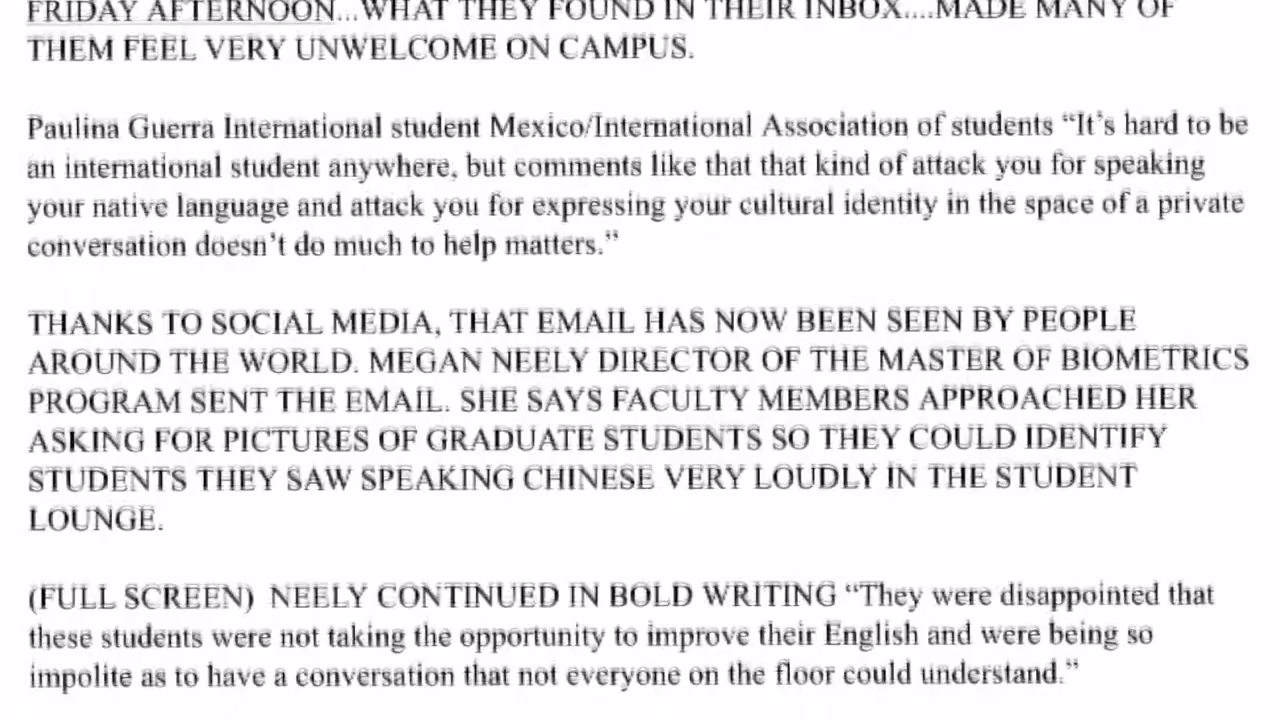 FRIDAY AFTERNOON...WHAT THEY FOUND IN THEIR INBOX....MADE MANY OF
THEM FEEL VERY UNWELCOME ON CAMPUS.
Paulina Guerra International student Mexico/International Association of students “It’s hard to be
an international student anywhere, but comments like that that kind of attack you for speaking
your native language and attack you for expressing your cultural identity in the space of a private
conversation doesn’t do much to help matters.”
THANKS TO SOCIAL MEDIA, THAT EMAIL HAS NOW BEEN SEEN BY PEOPLE
AROUND THE WORLD. MEGAN NEELY DIRECTOR OF THE MASTER OF BIOMETRICS
PROGRAM SENT THE EMAIL. SHE SAYS FACULTY MEMBERS APPROACHED HER
ASKING FOR PICTURES OF GRADUATE STUDENTS SO THEY COULD IDENTIFY
STUDENTS THEY SAW SPEAKING CHINESE VERY LOUDLY IN THE STUDENT
LOUNGE.
(FULL SCREEN) NEELY CONTINUED IN BOLD WRITING “They were disappointed that
these students were not taking the opportunity to improve their English and were being so
impolite as to have a conversation that not everyone on the floor could understand.”